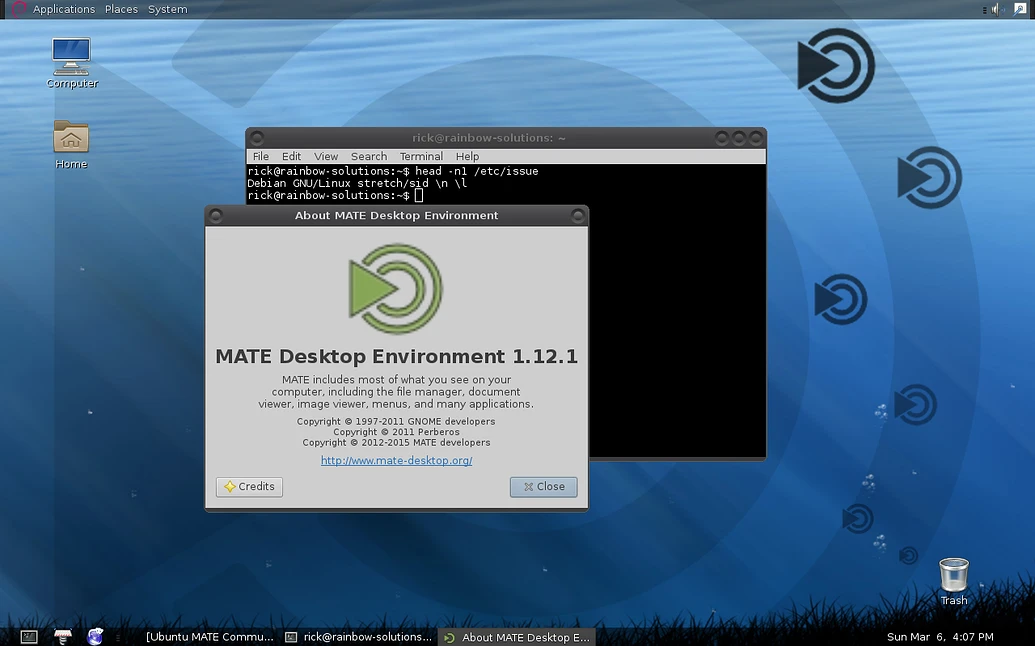 Applications Places System
Computer
Home
rick@rainbow-solutions: ~
File Edit View Search Terminal Help
rick@rainbow-solutions:~$ head -n1 /etc/issue
Debian GNU/Linux stretch/sid \n \l
rick@rainbow-solutions:~$
About MATE Desktop Environment
MATE Desktop Environment 1.12.1
MATE includes most of what you see on your
computer, including the file manager, document
viewer, image viewer, menus, and many applications.
Copyright © 1997-2011 GNOME developers
Copyright © 2011 Perberos
Copyright © 2012-2015 MATE developers
http://www.mate-desktop.org/
Credits Close
Trash
[Ubuntu MATE Commu... rick@rainbow-solutions... About MATE Desktop E... Sun Mar 6, 4:07 PM